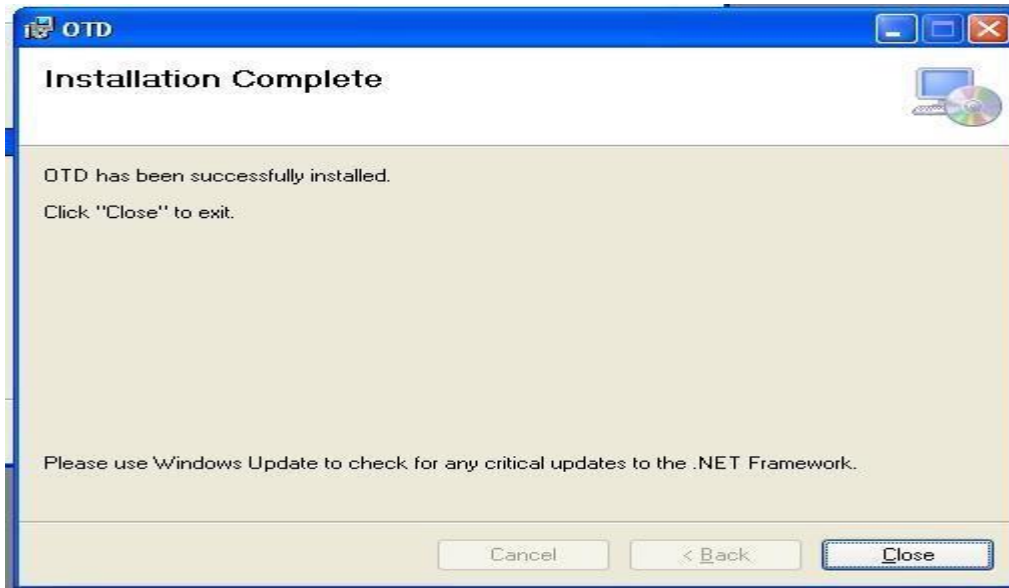 OTD
Installation Complete
OTD has been successfully installed.
Click "Close" to exit.
Please use Windows Update to check for any critical updates to the .NET Framework.
Cancel < Back Close